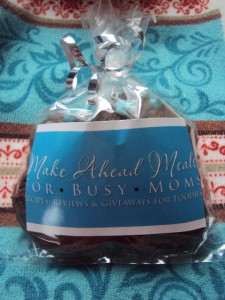 Make Ahead Meals
FOR • BUSY • MOMS
RECIPES, REVIEWS & GIVEAWAYS FOR FOODIES